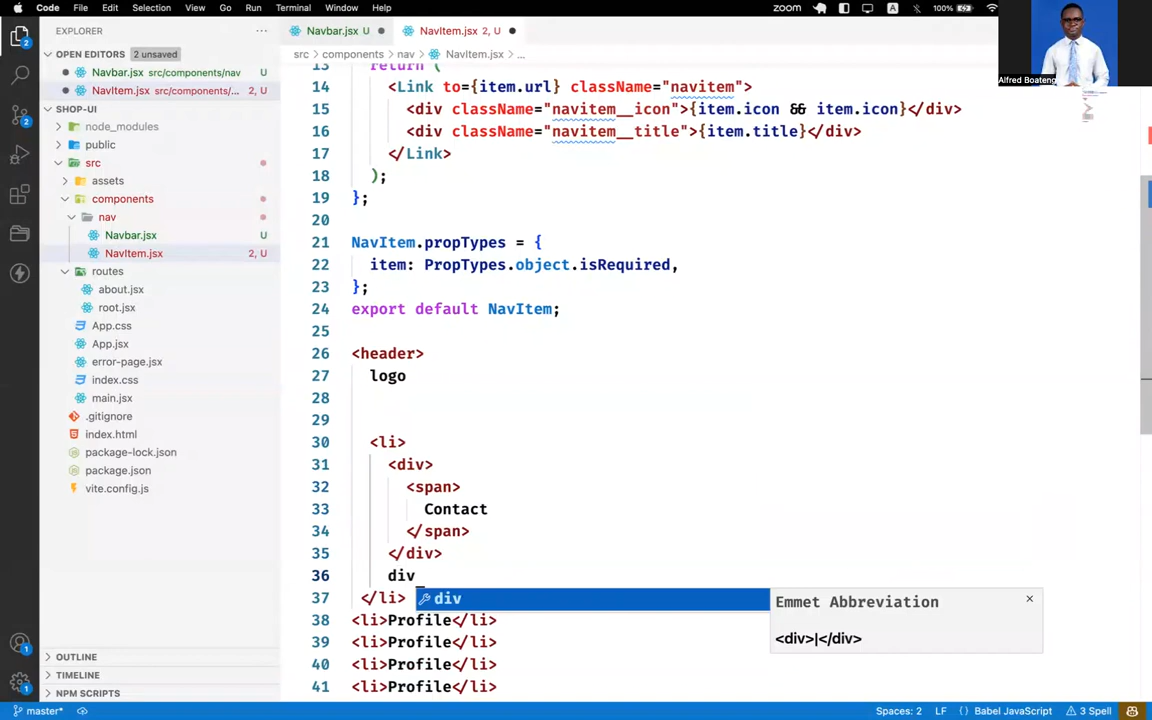 Code File Edit Selection View Go Run Terminal Window Help zoom A 100%
Alfred Boateng
EXPLORER
OPEN EDITORS 2 unsaved
Navbar.jsx src/components/nav U
NavItem.jsx src/components/... 2, U
SHOP-UI
node_modules
public
src
assets
components
nav
Navbar.jsx U
NavItem.jsx 2, U
routes
about.jsx
root.jsx
App.css
App.jsx
error-page.jsx
index.css
main.jsx
.gitignore
index.html
package-lock.json
package.json
vite.config.js
OUTLINE
TIMELINE
NPM SCRIPTS
Navbar.jsx U NavItem.jsx 2, U
src components nav NavItem.jsx ...
13 return (
14 <Link to={item.url} className="navitem">
15 <div className="navitem__icon">{item.icon && item.icon}</div>
16 <div className="navitem__title">{item.title}</div>
17 </Link>
18 );
19 };
20
21 NavItem.propTypes = {
22 item: PropTypes.object.isRequired,
23 };
24 export default NavItem;
25
26 <header>
27 logo
28
29
30 <li>
31 <div>
32 <span>
33 Contact
34 </span>
35 </div>
36 div
37 </li>
38 <li>Profile</li>
39 <li>Profile</li>
40 <li>Profile</li>
41 <li>Profile</li>
div
Emmet Abbreviation
<div>|</div>
2
2
1
1
master* Spaces: 2 LF { } Babel JavaScript 3 Spell